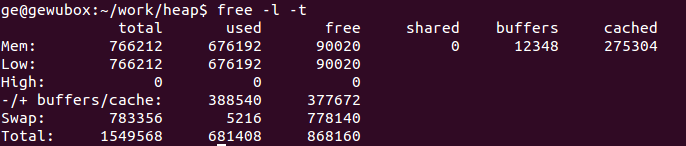 ge@gewubox:~/work/heap$ free -l -t
             total       used       free     shared    buffers     cached
Mem:        766212     676192      90020          0      12348     275304
Low:        766212     676192      90020
High:            0          0          0
-/+ buffers/cache:     388540     377672
Swap:       783356       5216     778140
Total:     1549568     681408     868160